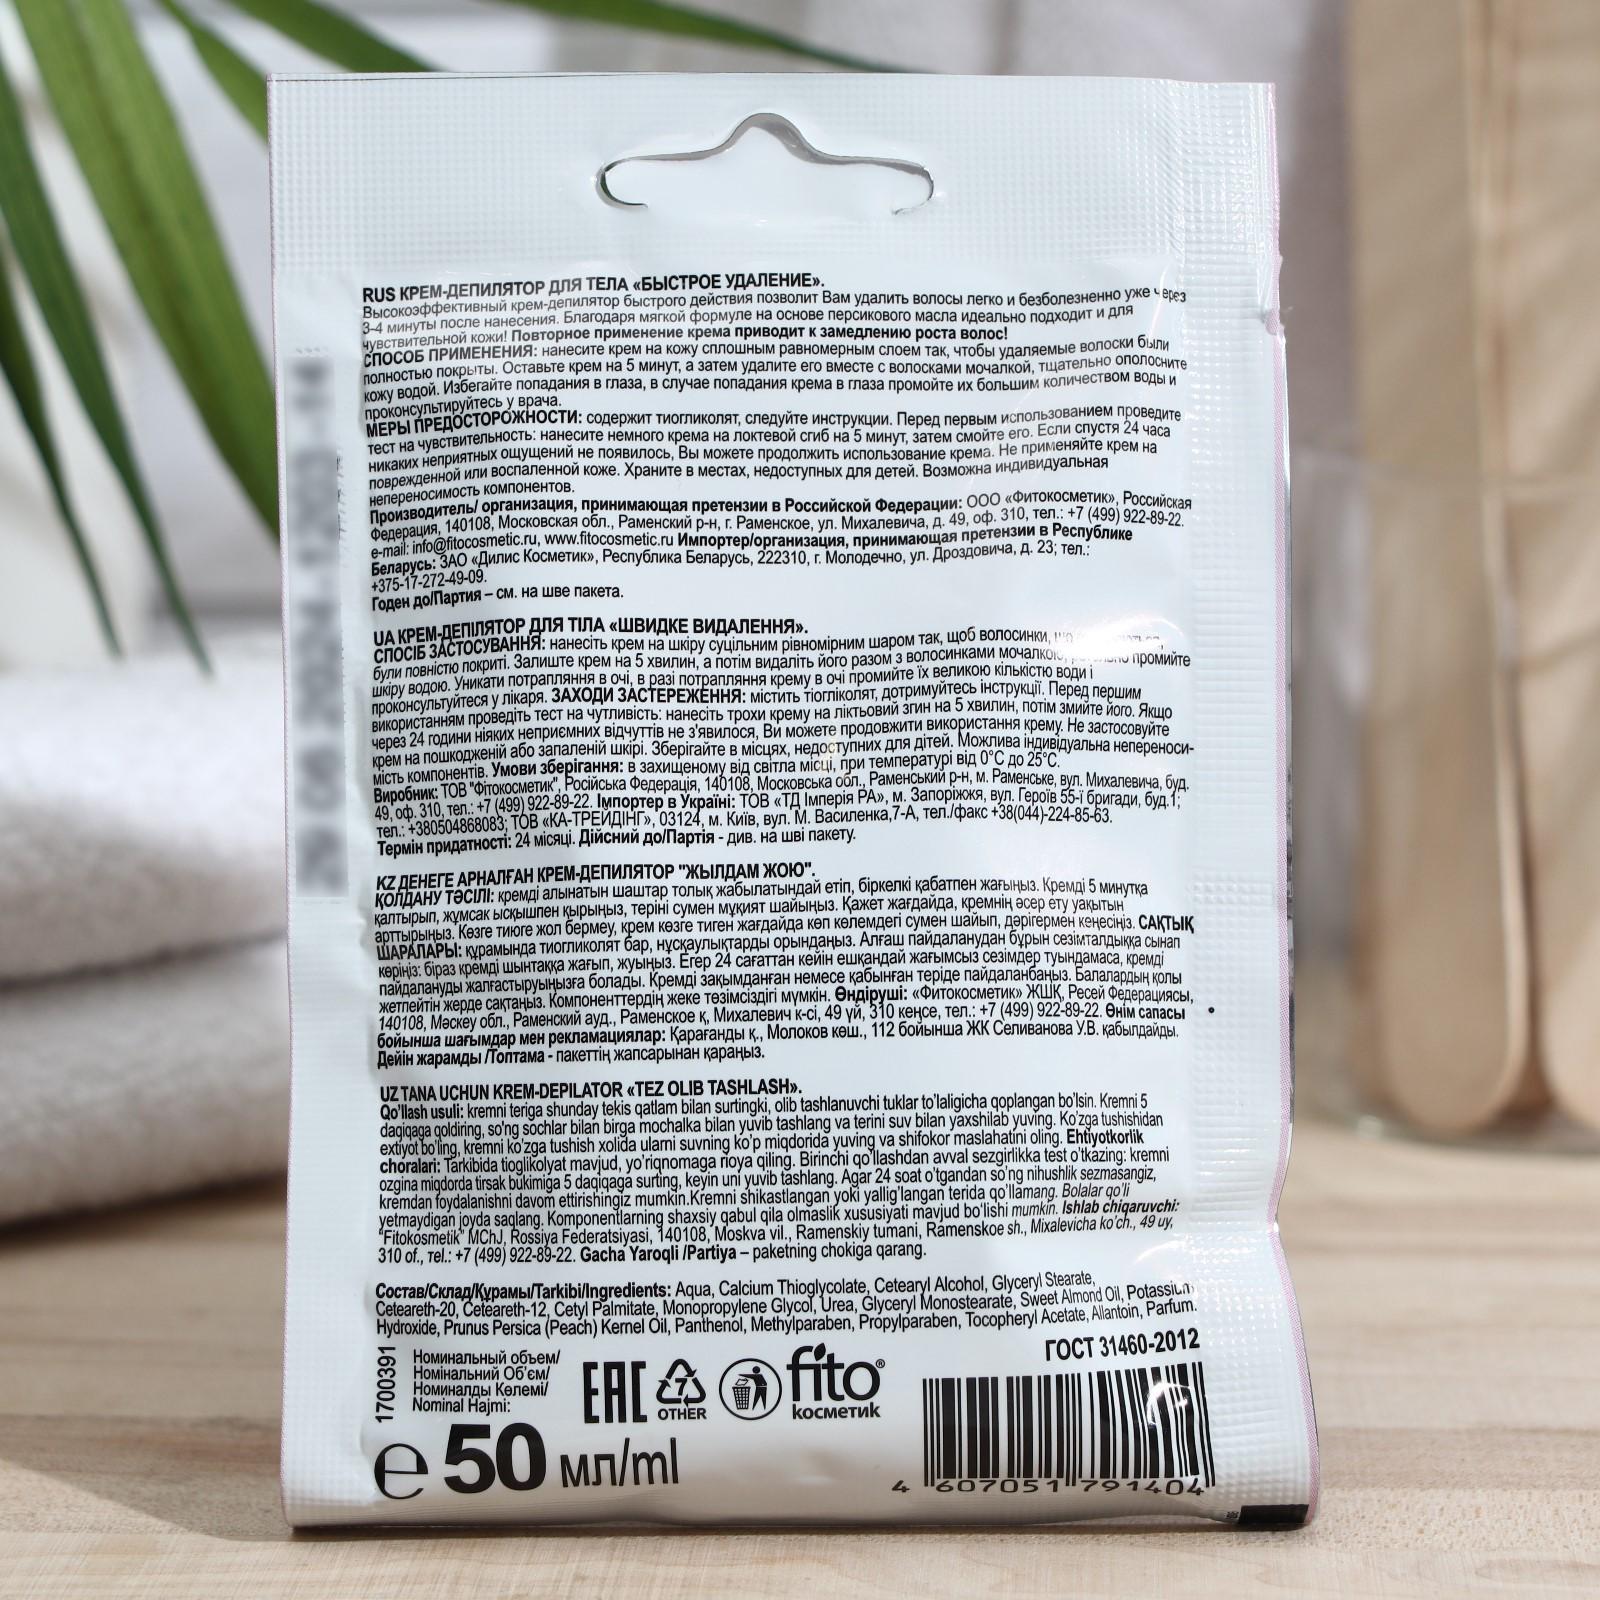 RUS КРЕМ-ДЕПИЛЯТОР ДЛЯ ТЕЛА «БЫСТРОЕ УДАЛЕНИЕ».
Высокоэффективный крем-депилятор быстрого действия позволит Вам удалить волосы легко и безболезненно уже через
3-4 минуты после нанесения. Благодаря мягкой формуле на основе персикового масла идеально подходит и для
чувствительной кожи! Повторное применение крема приводит к замедлению роста волос!
СПОСОБ ПРИМЕНЕНИЯ: нанесите крем на кожу сплошным равномерным слоем так, чтобы удаляемые волоски были
полностью покрыты. Оставьте крем на 5 минут, а затем удалите его вместе с волосками мочалкой, тщательно ополосните
кожу водой. Избегайте попадания в глаза, в случае попадания крема в глаза промойте их большим количеством воды и
проконсультируйтесь у врача.
МЕРЫ ПРЕДОСТОРОЖНОСТИ: содержит тиогликолят, следуйте инструкции. Перед первым использованием проведите
тест на чувствительность: нанесите немного крема на локтевой сгиб на 5 минут, затем смойте его. Если спустя 24 часа
никаких неприятных ощущений не появилось, Вы можете продолжить использование крема. Не применяйте крем на
поврежденной или воспаленной коже. Храните в местах, недоступных для детей. Возможна индивидуальная
непереносимость компонентов.
Производитель/ организация, принимающая претензии в Российской Федерации: ООО «Фитокосметик», Российская
Федерация, 140108, Московская обл., Раменский р-н, г. Раменское, ул. Михалевича, д. 49, оф. 310, тел.: +7 (499) 922-89-22.
e-mail: info@fitocosmetic.ru, www.fitocosmetic.ru Импортер/организация, принимающая претензии в Республике
Беларусь: ЗАО «Дилис Косметик», Республика Беларусь, 222310, г. Молодечно, ул. Дроздовича, д. 23; тел.:
+375-17-272-49-09.
Годен до/Партия – см. на шве пакета.
UA КРЕМ-ДЕПІЛЯТОР ДЛЯ ТІЛА «ШВИДКЕ ВИДАЛЕННЯ».
СПОСІБ ЗАСТОСУВАННЯ: нанесіть крем на шкіру суцільним рівномірним шаром так, щоб волосинки,
були повністю покриті. Залиште крем на 5 хвилин, а потім видаліть його разом з волосинками мочалкою, промийте
шкіру водою. Уникати потрапляння в очі, в разі потрапляння крему в очі промийте їх великою кількістю води і
проконсультуйтеся у лікаря. ЗАХОДИ ЗАСТЕРЕЖЕННЯ: містить тіогліколят, дотримуйтесь інструкції. Перед першим
використанням проведіть тест на чутливість: нанесіть трохи крему на ліктьовий згин на 5 хвилин, потім змийте його. Якщо
через 24 години ніяких неприємних відчуттів не з'явилося, Ви можете продовжити використання крему. Не застосовуйте
крем на пошкодженій або запаленій шкірі. Зберігайте в місцях, недоступних для дітей. Можлива індивідуальна непереноси-
мість компонентів. Умови зберігання: в захищеному від світла місці, при температурі від 0°С до 25°С.
Виробник: ТОВ "Фітокосметик", Російська Федерація, 140108, Московська обл., Раменський р-н, м. Раменське, вул. Михалевича, буд.
49, оф. 310, тел.: +7 (499) 922-89-22. Імпортер в Україні: ТОВ «ТД Імперія РА», м. Запоріжжя, вул. Героїв 55-ї бригади, буд.1;
тел.: +380504868083; ТОВ «КА-ТРЕЙДІНГ», 03124, м. Київ, вул. М. Василенка,7-А, тел./факс +38(044)-224-85-63.
Термін придатності: 24 місяці. Дійсний до/Партія - див. на шві пакету.
KZ ДЕНЕГЕ АРНАЛҒАН КРЕМ-ДЕПИЛЯТОР "ЖЫЛДАМ ЖОЮ".
ҚОЛДАНУ ТӘСІЛІ: кремді алынатын шаштар толық жабылатындай етіп, біркелкі қабатпен жағыңыз. Кремді 5 минутқа
қалтырып, жұмсак ысқышпен қырыңыз, теріні сумен мұқият шайыңыз. Қажет жағдайда, кремнің әсер ету уақытын
арттырыңыз. Көзге тиюге жол бермеу, крем көзге тиген жағдайда көп көлемдегі сумен шайып, дәрігермен кеңесіңіз. САҚТЫҚ
ШАРАЛАРЫ: құрамында тиогликолят бар, нұсқаулықтарды орындаңыз. Алғаш пайдаланудан бұрын сезімталдыққа сынап
көріңіз: біраз кремді шынтаққа жағып, жуыңыз. Егер 24 сағаттан кейін ешқандай жағымсыз сезімдер туындамаса, кремді
пайдалануды жалғастыруыңызға болады. Кремді зақымданған немесе қабынған теріде пайдаланбаңыз. Балалардың қолы
жетпейтін жерде сақтаңыз. Компоненттердің жеке төзімсіздігі мүмкін. Өндіруші: «Фитокосметик» ЖШҚ, Ресей Федерациясы,
140108, Мәскеу обл., Раменский ауд., Раменское қ, Михалевич к-сі, 49 үй, 310 кеңсе, тел.: +7 (499) 922-89-22. Өнім сапасы
бойынша шағымдар мен рекламациялар: Қарағанды қ., Молоков көш., 112 бойынша ЖК Селиванова У.В. қабылдайды.
Дейін жарамды /Топтама - пакеттің жапсарынан қараңыз.
UZ TANA UCHUN KREM-DEPILATOR «TEZ OLIB TASHLASH».
Qo'llash usuli: kremni teriga shunday tekis qatlam bilan surtingki, olib tashlanuvchi tuklar to'laligicha qoplangan bo'lsin. Kremni 5
daqiqaga qoldiring, so'ng sochlar bilan birga mochalka bilan yuvib tashlang va terini suv bilan yaxshilab yuving. Ko'zga tushishidan
extiyot bo'ling, kremni ko'zga tushish xolida ularni suvning ko'p miqdorida yuving va shifokor maslahatini oling. Ehtiyotkorlik
choralari: Tarkibida tioglikolyat mavjud, yo'riqnomaga rioya qiling. Birinchi qo'llashdan avval sezgirlikka test o'tkazing: kremni
ozgina miqdorda tirsak bukimiga 5 daqiqaga surting, keyin uni yuvib tashlang. Agar 24 soat o'tgandan so'ng nihushlik sezmasangiz,
kremdan foydalanishni davom ettirishingiz mumkin.Kremni shikastlangan yoki yallig'langan terida qo'llamang. Bolalar qo'li
yetmaydigan joyda saqlang. Komponentlarning shaxsiy qabul qila olmaslik xususiyati mavjud bo'lishi mumkin. Ishlab chiqaruvchi:
"Fitokosmetik" MChJ, Rossiya Federatsiyasi, 140108, Moskva vil., Ramenskiy tumani, Ramenskoe sh., Mixalevicha ko'ch., 49 uy,
310 of., tel.: +7 (499) 922-89-22. Gacha Yaroqli /Partiya – paketning chokiga qarang.
Состав/Склад/Құрамы/Tarkibi/Ingredients: Aqua, Calcium Thioglycolate, Cetearyl Alcohol, Glyceryl Stearate,
Ceteareth-20, Ceteareth-12, Cetyl Palmitate, Monopropylene Glycol, Urea, Glyceryl Monostearate, Sweet Almond Oil, Potassium
Hydroxide, Prunus Persica (Peach) Kernel Oil, Panthenol, Methylparaben, Propylparaben, Tocopheryl Acetate, Allantoin, Parfum.
ГОСТ 31460-2012
1700391
Номинальный объем/
Номінальний Об'єм/
Номиналды Көлемі/
Nominal Hajmi:
℮ 50 мл/ml
EAC
7
OTHER
fito®
косметик
4 607051 791404